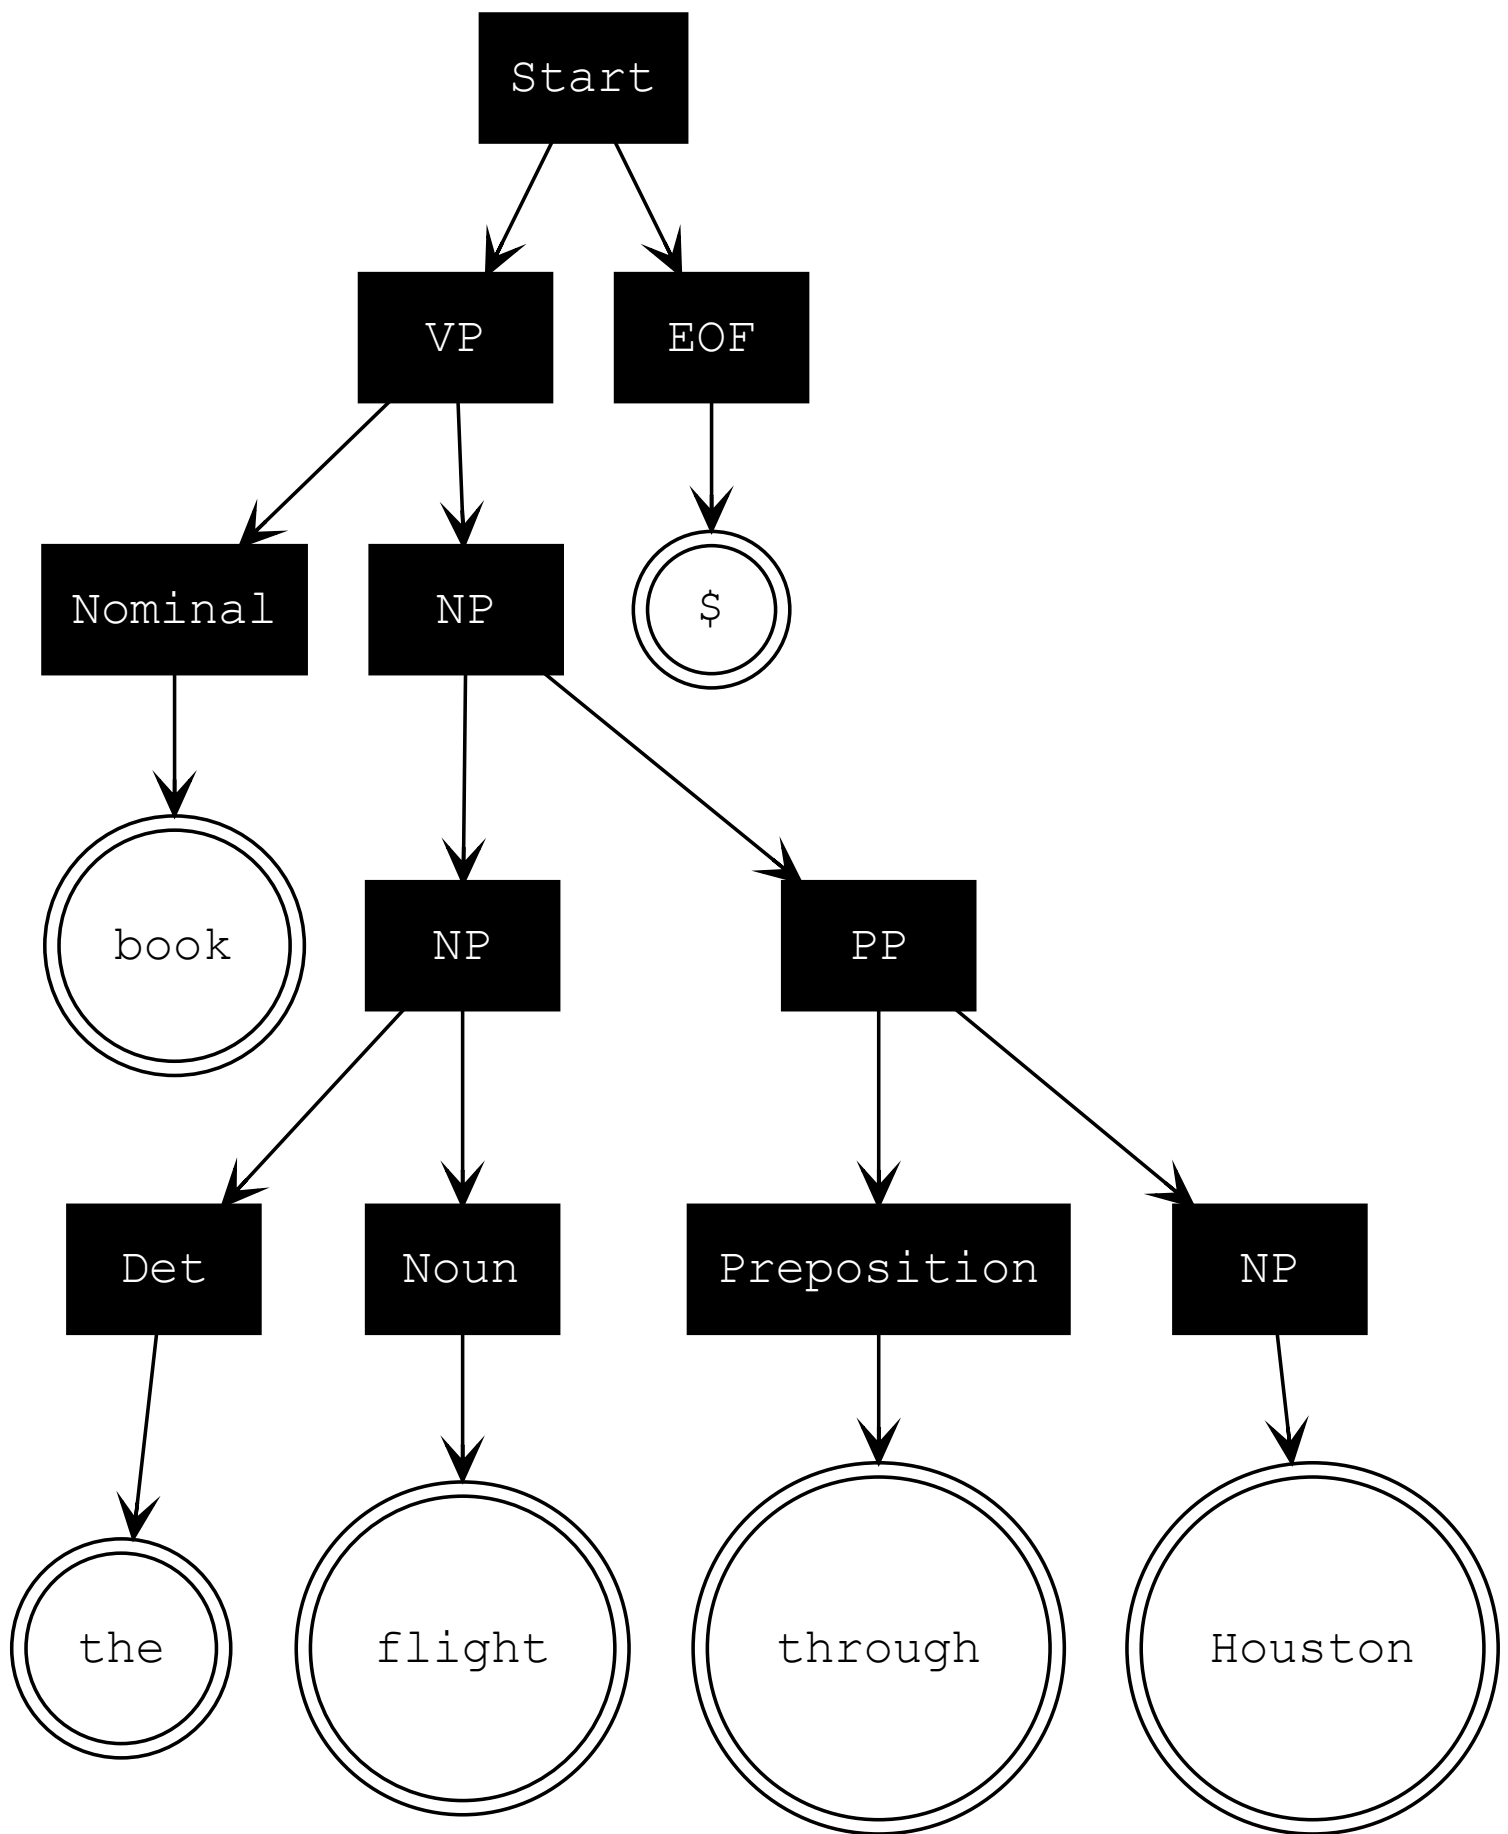 Start
VP EOF
Nominal NP $
book NP PP
Det Noun Preposition NP
the flight through Houston